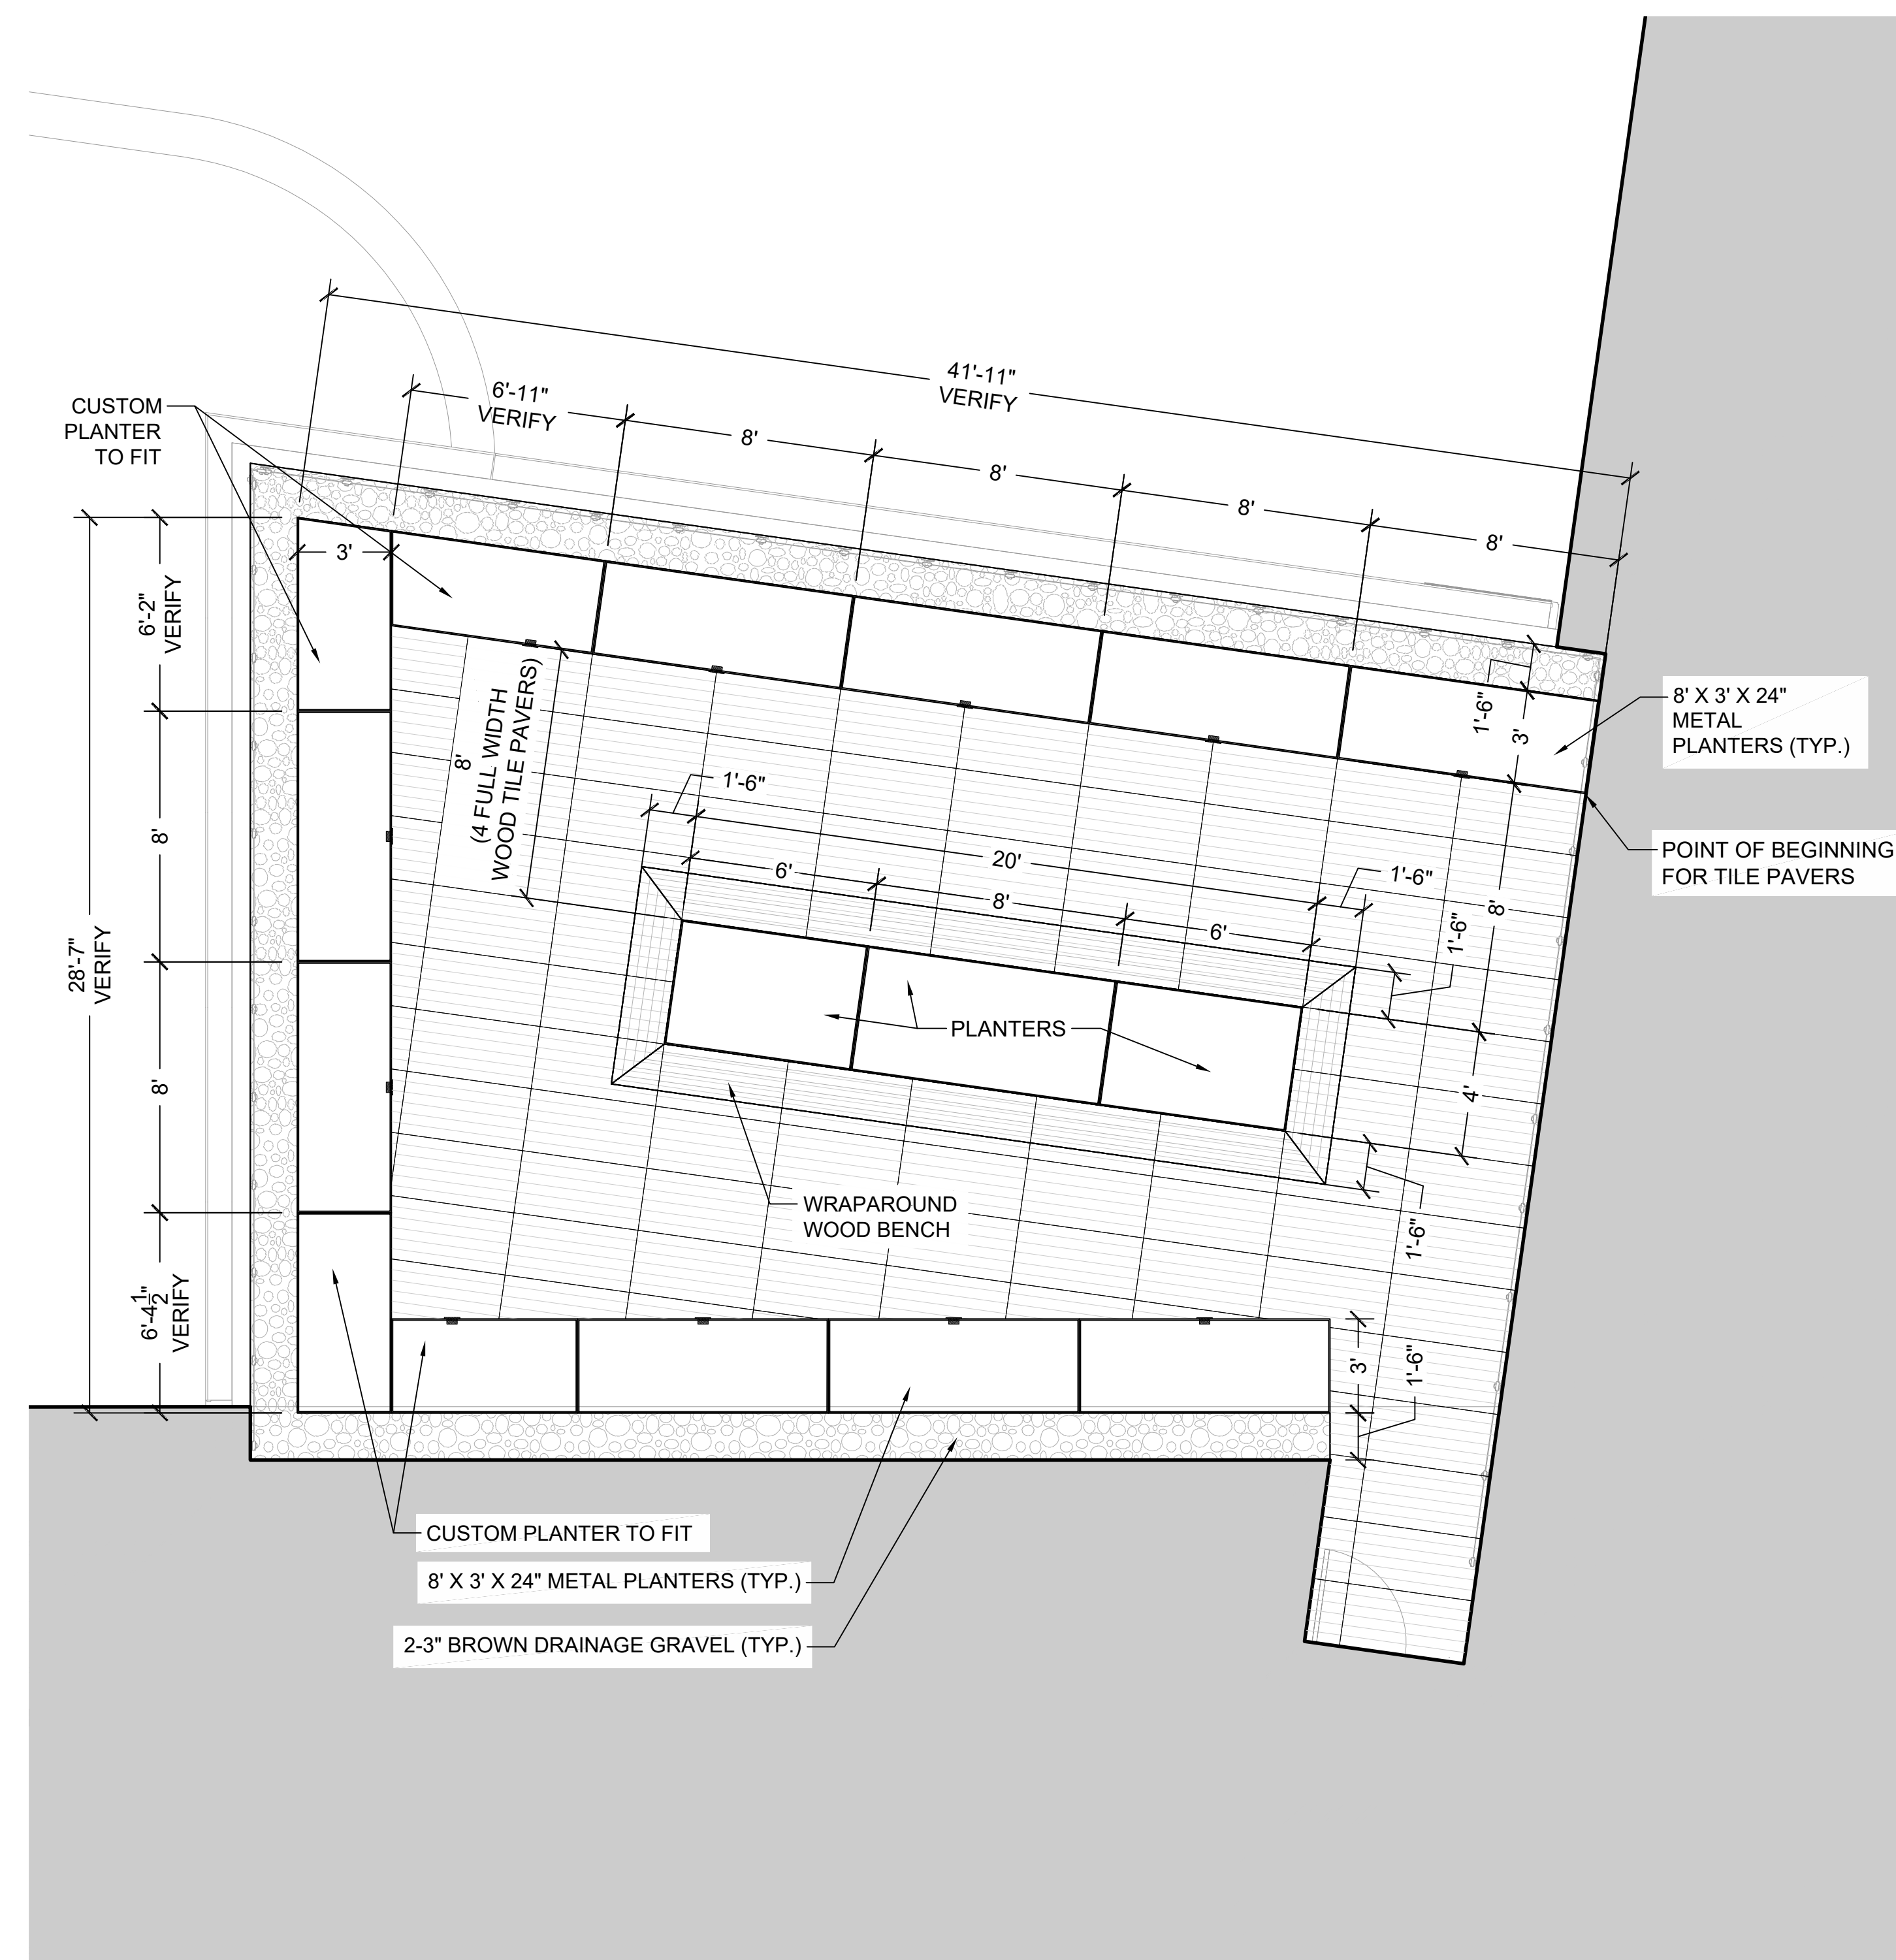 41'-11"
VERIFY
6'-11"
VERIFY
8'
8'
8'
8'
CUSTOM
PLANTER
TO FIT
3'
6'-2"
VERIFY
8'
8'
6'-4 1/2"
VERIFY
28'-7"
VERIFY
8'
(4 FULL WIDTH
WOOD TILE PAVERS)
1'-6"
20'
6'
8'
6'
1'-6"
1'-6"
3'
8' X 3' X 24"
METAL
PLANTERS (TYP.)
POINT OF BEGINNING
FOR TILE PAVERS
8'
1'-6"
4'
1'-6"
PLANTERS
WRAPAROUND
WOOD BENCH
3'
1'-6"
CUSTOM PLANTER TO FIT
8' X 3' X 24" METAL PLANTERS (TYP.)
2-3" BROWN DRAINAGE GRAVEL (TYP.)